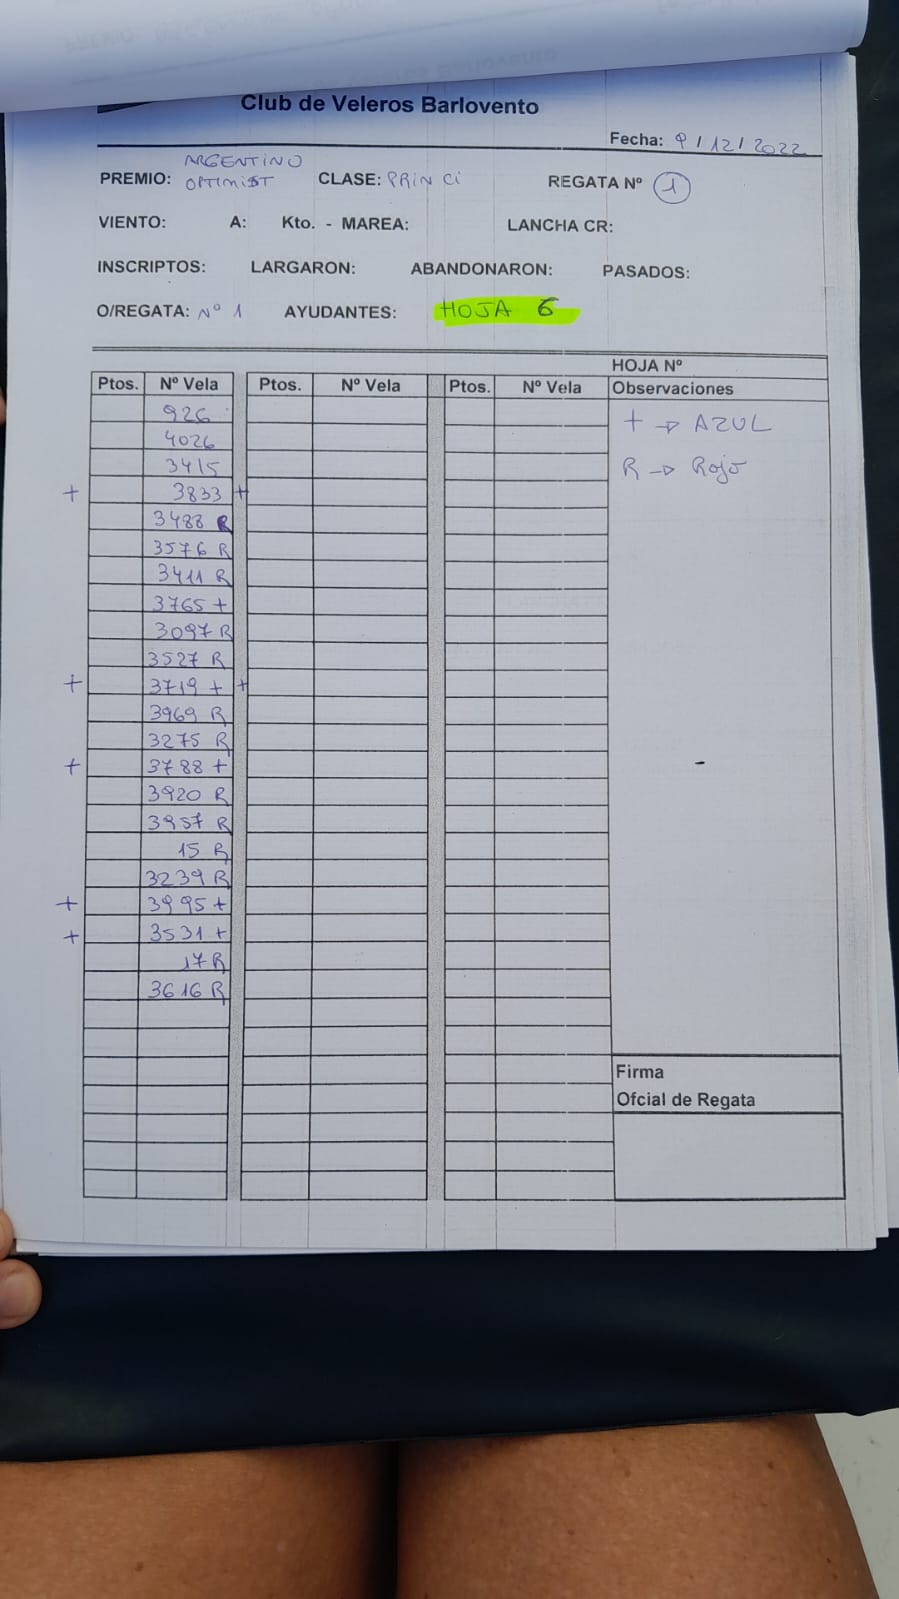 Club de Veleros Barlovento
Fecha: 9/12/2022
PREMIO: ARGENTINO OPTIMIST CLASE: PRINCI REGATA Nº 1
VIENTO: A: Kto. - MAREA: LANCHA CR:
INSCRIPTOS: LARGARON: ABANDONARON: PASADOS:
O/REGATA: Nº 1 AYUDANTES: HOJA 6
HOJA Nº
Ptos. Nº Vela Ptos. Nº Vela Ptos. Nº Vela Observaciones
926
+ → AZUL
4026
3415
R → Rojo
+ 3833 +
3488 R
3576 R
3411 R
3765 +
3097 R
3527 R
+ 3719 + +
3969 R
3275 R
+ 3788 +
3920 R
3957 R
15 R
3239 R
+ 3995 +
+ 3531 +
17 R
3616 R
Firma
Ofcial de Regata